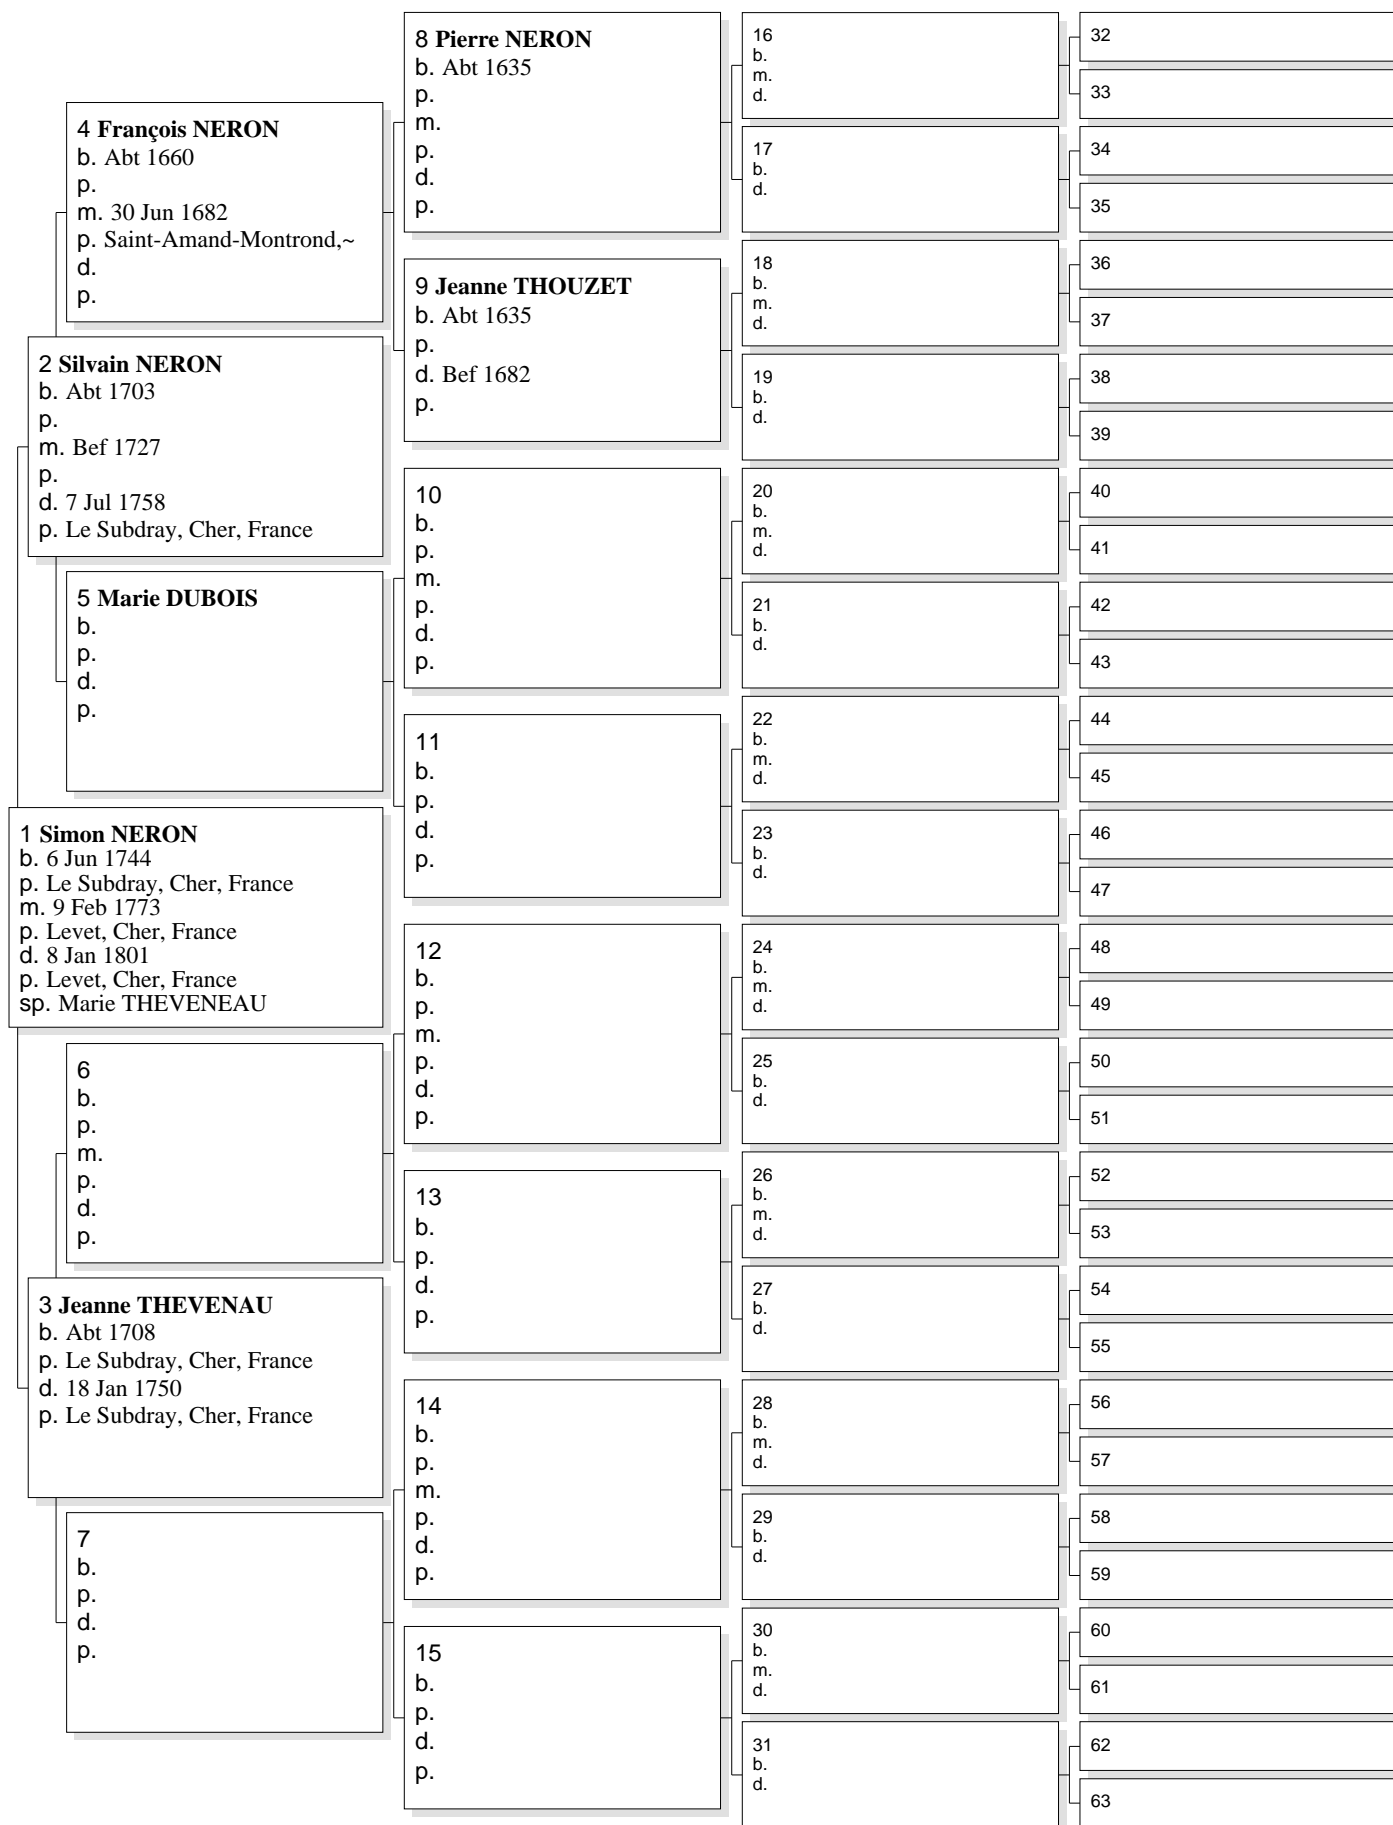 8 Pierre NERON
b. Abt 1635
p.
m.
p.
d.
p.
4 François NERON
b. Abt 1660
p.
m. 30 Jun 1682
p. Saint-Amand-Montrond,~
d.
p.
9 Jeanne THOUZET
b. Abt 1635
p.
d. Bef 1682
p.
2 Silvain NERON
b. Abt 1703
p.
m. Bef 1727
p.
d. 7 Jul 1758
p. Le Subdray, Cher, France
10
b.
p.
m.
p.
d.
p.
5 Marie DUBOIS
b.
p.
d.
p.
11
b.
p.
d.
p.
1 Simon NERON
b. 6 Jun 1744
p. Le Subdray, Cher, France
m. 9 Feb 1773
p. Levet, Cher, France
d. 8 Jan 1801
p. Levet, Cher, France
sp. Marie THEVENEAU
12
b.
p.
m.
p.
d.
p.
6
b.
p.
m.
p.
d.
p.
13
b.
p.
d.
p.
3 Jeanne THEVENAU
b. Abt 1708
p. Le Subdray, Cher, France
d. 18 Jan 1750
p. Le Subdray, Cher, France
14
b.
p.
m.
p.
d.
p.
7
b.
p.
d.
p.
15
b.
p.
d.
p.
16
b.
m.
d.
17
b.
d.
18
b.
m.
d.
19
b.
d.
20
b.
m.
d.
21
b.
d.
22
b.
m.
d.
23
b.
d.
24
b.
m.
d.
25
b.
d.
26
b.
m.
d.
27
b.
d.
28
b.
m.
d.
29
b.
d.
30
b.
m.
d.
31
b.
d.
32
33
34
35
36
37
38
39
40
41
42
43
44
45
46
47
48
49
50
51
52
53
54
55
56
57
58
59
60
61
62
63